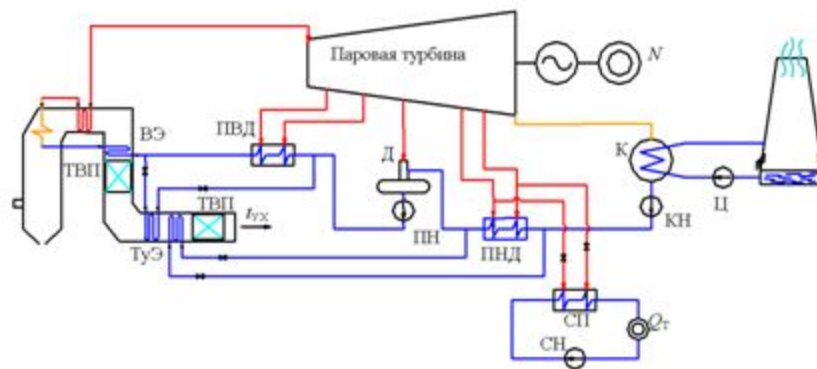 Паровая турбина
N
ВЭ
ПВД
ТВП
Д
К
ТВП
tух
Ц
КН
ПН
ПНД
ТуЭ
СП
Qт
СН